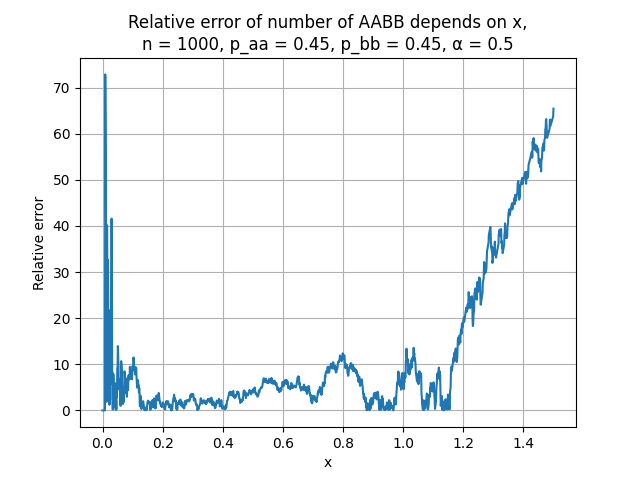 Relative error of number of AABB depends on x,
n = 1000, p_aa = 0.45, p_bb = 0.45, α = 0.5
Relative error
70
60
50
40
30
20
10
0
0.0 0.2 0.4 0.6 0.8 1.0 1.2 1.4
x